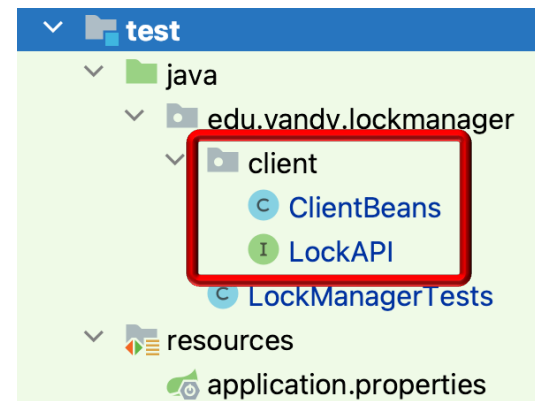 test
java
edu.vandy.lockmanager
client
ClientBeans
LockAPI
LockManagerTests
resources
application.properties